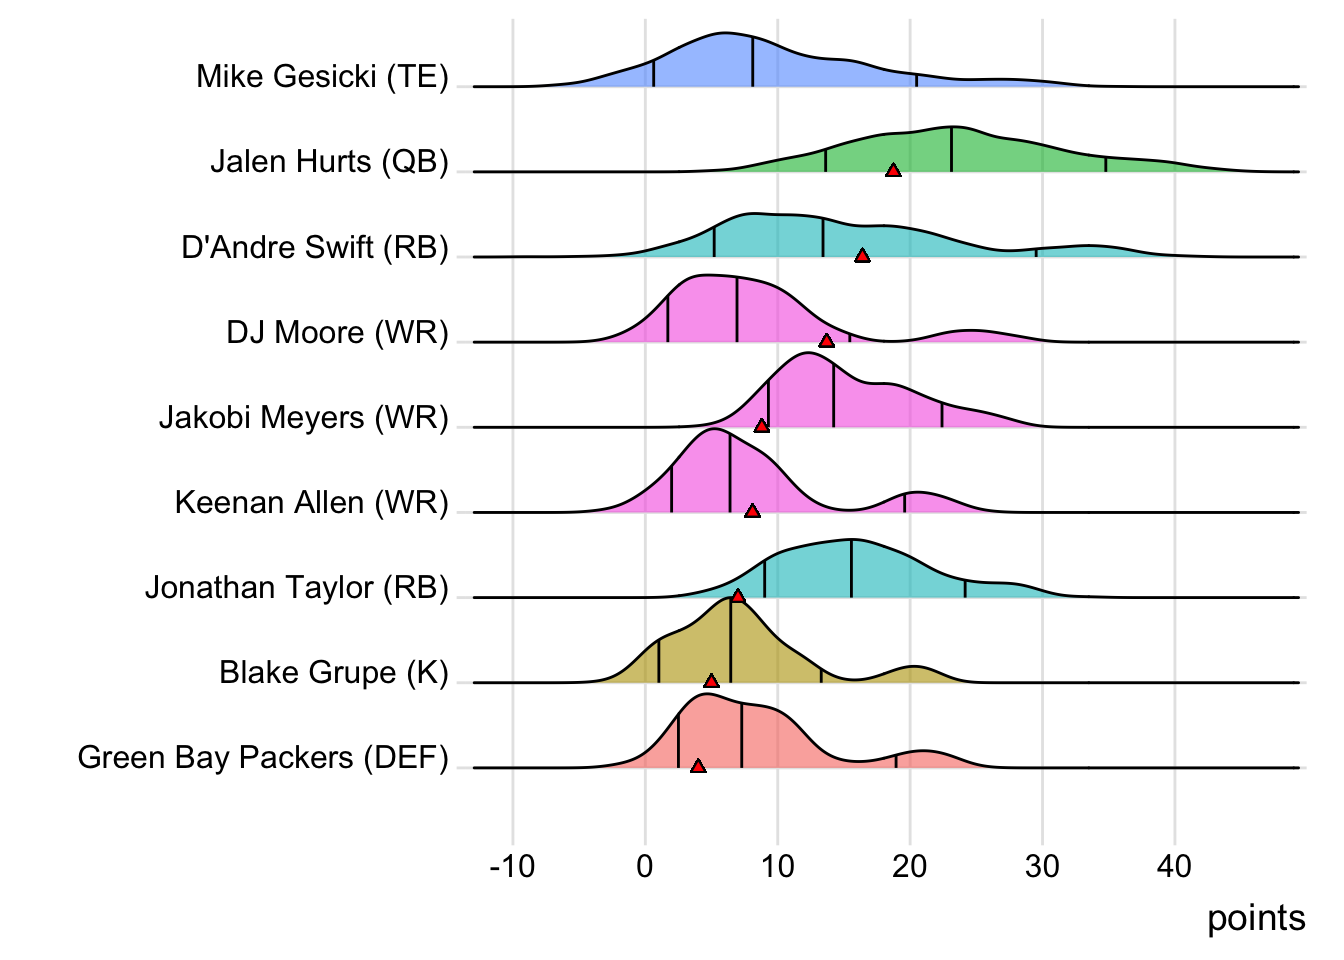 Mike Gesicki (TE)
Jalen Hurts (QB)
D'Andre Swift (RB)
DJ Moore (WR)
Jakobi Meyers (WR)
Keenan Allen (WR)
Jonathan Taylor (RB)
Blake Grupe (K)
Green Bay Packers (DEF)
-10 0 10 20 30 40
points